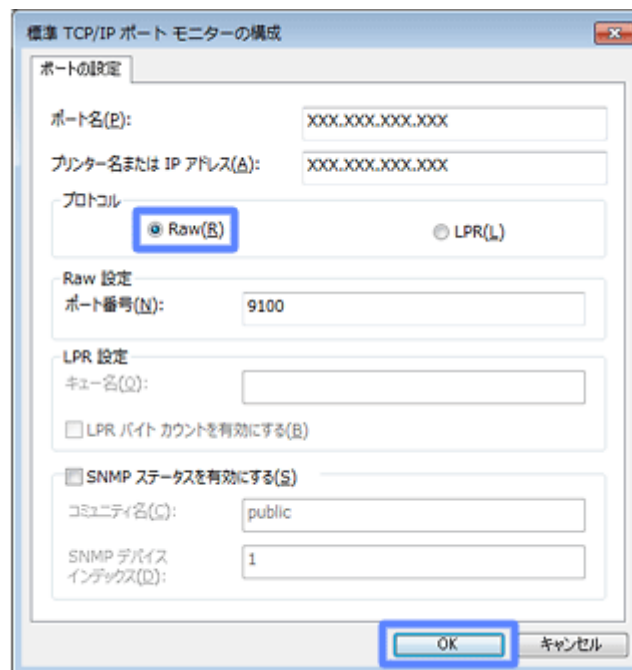 標準 TCP/IP ポート モニターの構成
ポートの設定
ポート名(P): XXX.XXX.XXX.XXX
プリンター名または IP アドレス(A): XXX.XXX.XXX.XXX
プロトコル
Raw(R) LPR(L)
Raw 設定
ポート番号(N): 9100
LPR 設定
キュー名(Q):
LPR バイト カウントを有効にする(B)
SNMP ステータスを有効にする(S)
コミュニティ名(C): public
SNMP デバイス
インデックス(D): 1
OK キャンセル